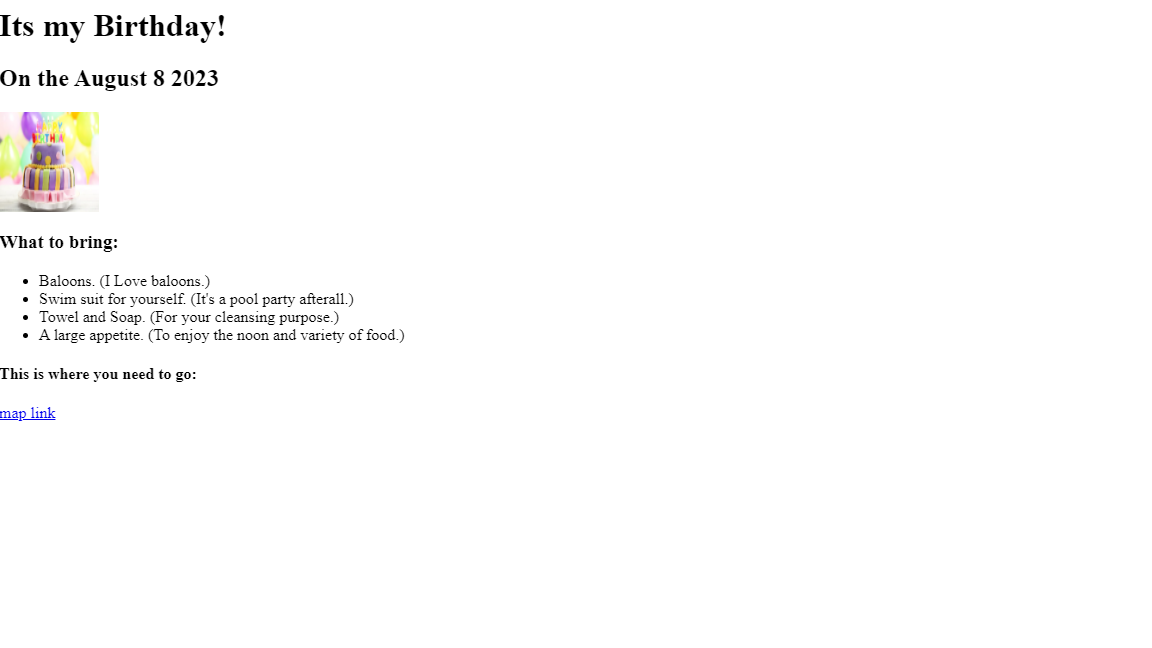 Its my Birthday!
On the August 8 2023
What to bring:
Baloons. (I Love baloons.)
Swim suit for yourself. (It's a pool party afterall.)
Towel and Soap. (For your cleansing purpose.)
A large appetite. (To enjoy the noon and variety of food.)
This is where you need to go:
map link